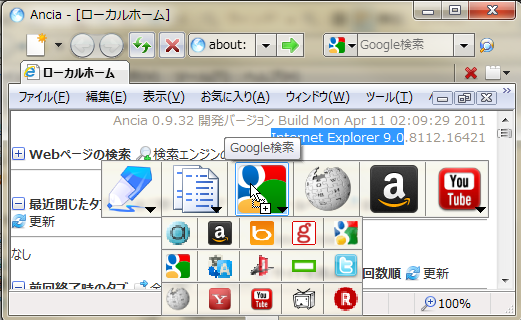 Ancia - [ローカルホーム]
about:
Google検索
ローカルホーム
ファイル(F) 編集(E) 表示(V) お気に入り(A) ウィンドウ(W) ツール(T)
Ancia 0.9.32 開発バージョン Build Mon Apr 11 02:09:29 2011
Internet Explorer 9.0.8112.16421
Google検索
Webページの検索 検索エンジンの
You Tube
最近閉じたタブ
更新
なし
回数順 更新
前回終了時のタブ
100%